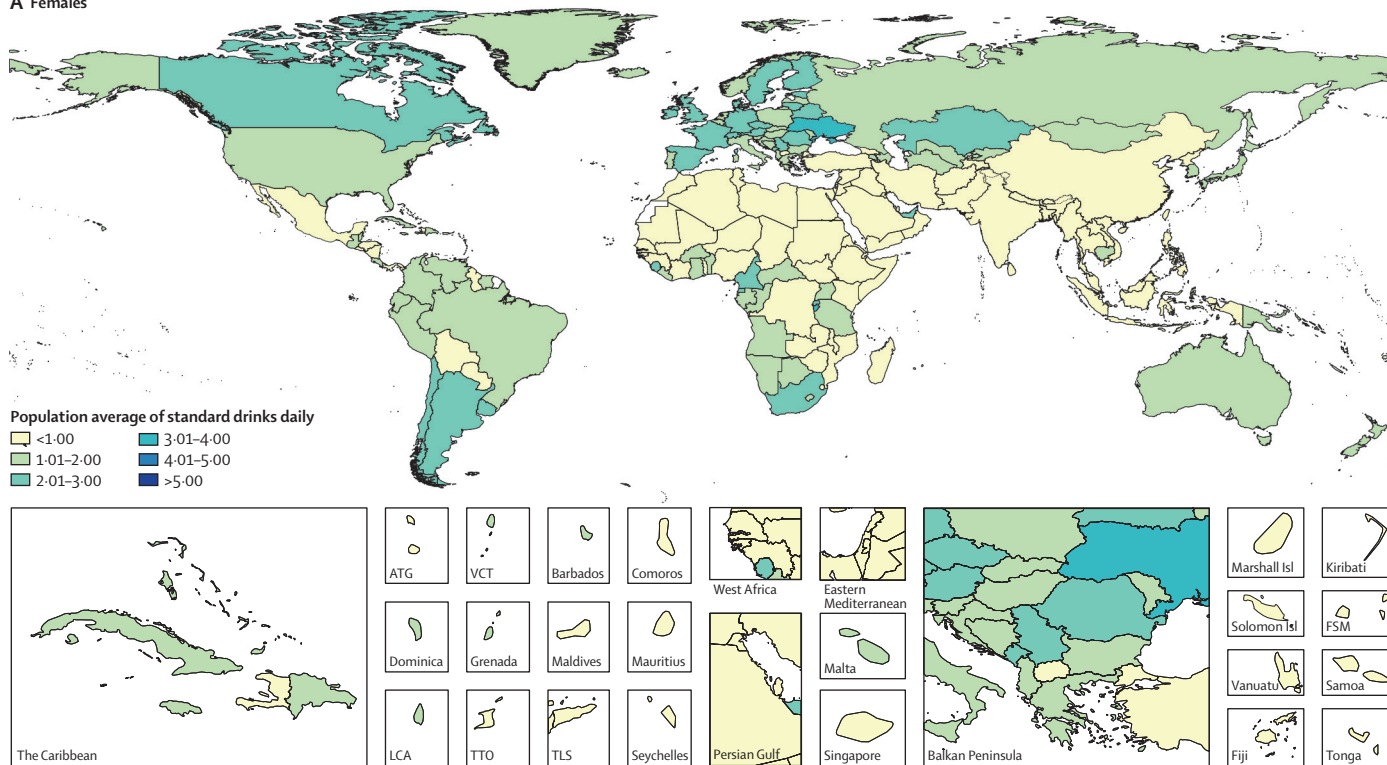 A Females
Population average of standard drinks daily
<1·00
3·01–4·00
1·01–2·00
4·01–5·00
2·01–3·00
>5·00
ATG
VCT
Barbados
Comoros
West Africa
Eastern
Mediterranean
Marshall Isl
Kiribati
Dominica
Grenada
Maldives
Mauritius
Malta
Solomon Isl
FSM
Vanuatu
Samoa
The Caribbean
LCA
TTO
TLS
Seychelles
Persian Gulf
Singapore
Balkan Peninsula
Fiji
Tonga